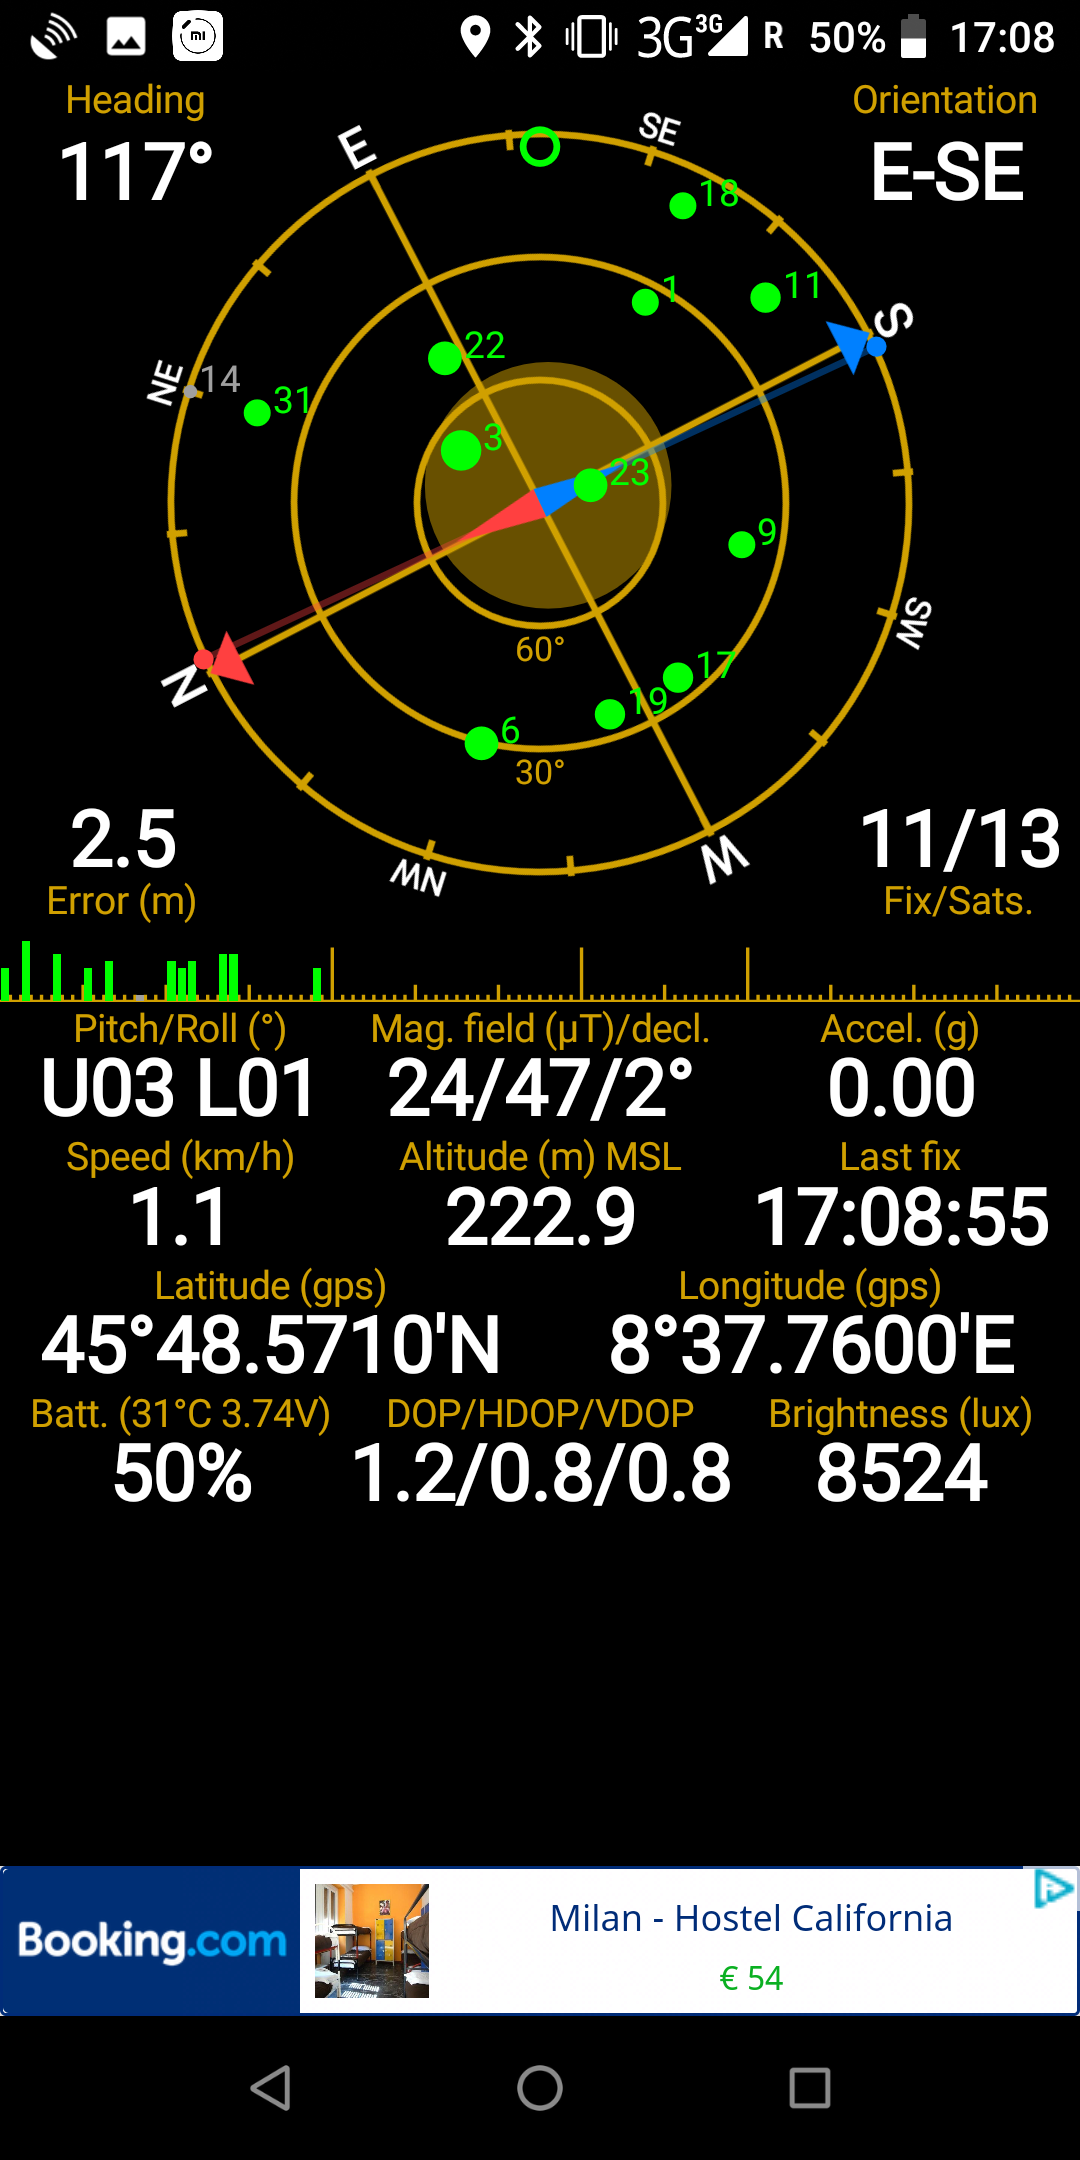 3G 3G R 50% 17:08
Heading Orientation
117° E-SE
E SE
18
1 11
S
22
NE 14 31
3
23
9
SW
60°
N
17
19
6
30°
2.5 W 11/13
NW
Error (m) Fix/Sats.
Pitch/Roll (°) Mag. field (µT)/decl. Accel. (g)
U03 L01 24/47/2° 0.00
Speed (km/h) Altitude (m) MSL Last fix
1.1 222.9 17:08:55
Latitude (gps) Longitude (gps)
45°48.5710'N 8°37.7600'E
Batt. (31°C 3.74V) DOP/HDOP/VDOP Brightness (lux)
50% 1.2/0.8/0.8 8524
Booking.com Milan - Hostel California
€ 54